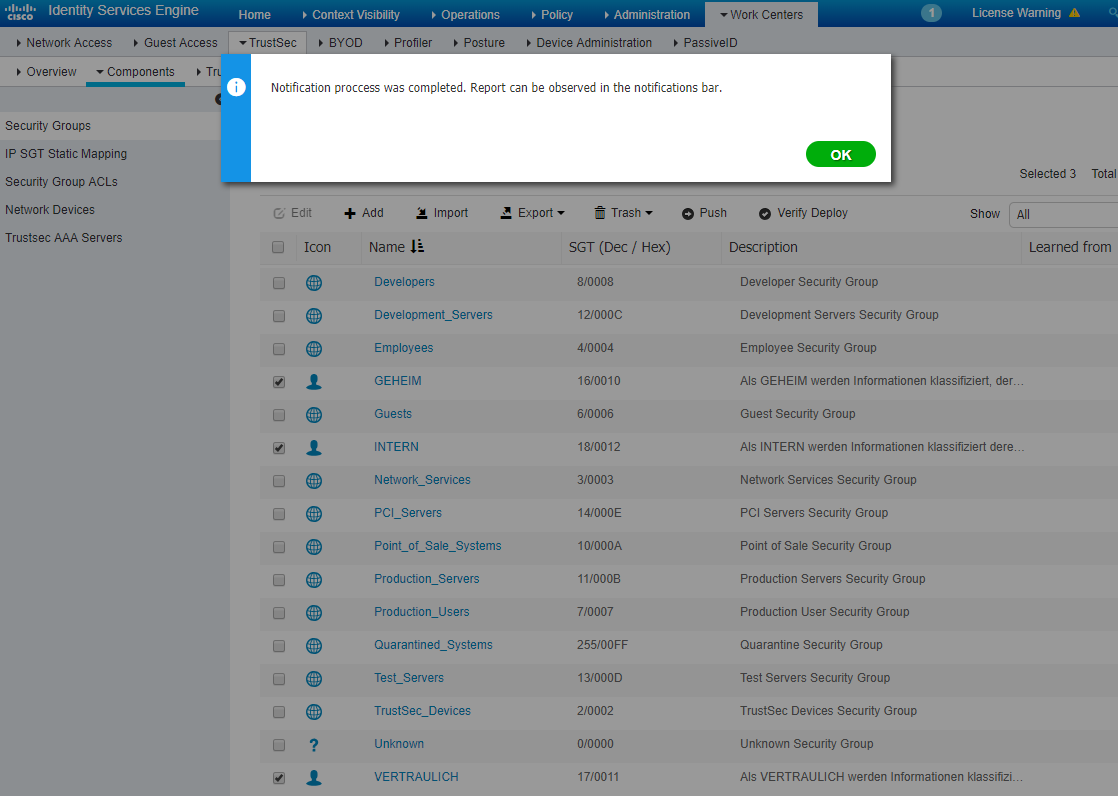 cisco Identity Services Engine Home Context Visibility Operations Policy Administration Work Centers 1 License Warning
Network Access Guest Access TrustSec BYOD Profiler Posture Device Administration PassiveID
Overview Components Tru
Notification proccess was completed. Report can be observed in the notifications bar.
OK
Security Groups
IP SGT Static Mapping
Security Group ACLs
Network Devices
Trustsec AAA Servers
Selected 3 Total
Edit Add Import Export Trash Push Verify Deploy Show All
Icon Name SGT (Dec / Hex) Description Learned from
Developers 8/0008 Developer Security Group
Development_Servers 12/000C Development Servers Security Group
Employees 4/0004 Employee Security Group
GEHEIM 16/0010 Als GEHEIM werden Informationen klassifiziert, der...
Guests 6/0006 Guest Security Group
INTERN 18/0012 Als INTERN werden Informationen klassifiziert dere...
Network_Services 3/0003 Network Services Security Group
PCI_Servers 14/000E PCI Servers Security Group
Point_of_Sale_Systems 10/000A Point of Sale Security Group
Production_Servers 11/000B Production Servers Security Group
Production_Users 7/0007 Production User Security Group
Quarantined_Systems 255/00FF Quarantine Security Group
Test_Servers 13/000D Test Servers Security Group
TrustSec_Devices 2/0002 TrustSec Devices Security Group
? Unknown 0/0000 Unknown Security Group
VERTRAULICH 17/0011 Als VERTRAULICH werden Informationen klassifizi...